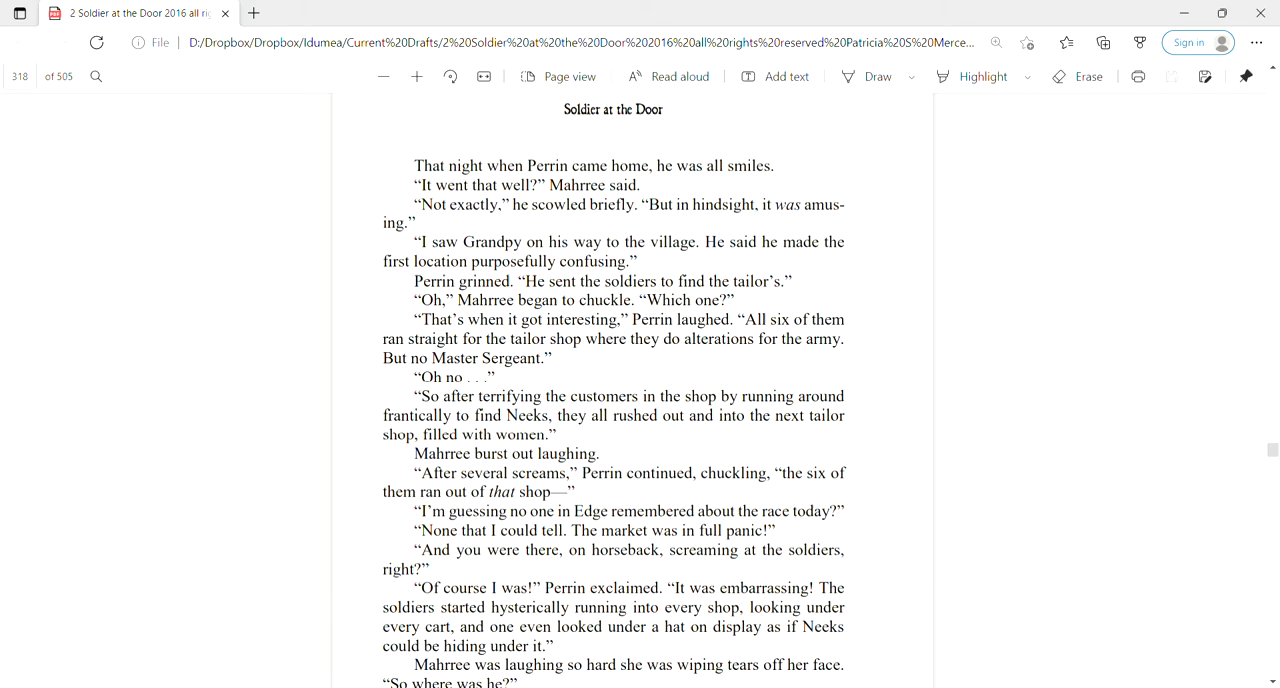 2 Soldier at the Door 2016 all ri
File D:/Dropbox/Dropbox/Idumea/Current%20Drafts/2%20Soldier%20at%20the%20Door%202016%20all%20rights%20reserved%20Patricia%20S%20Merce... Sign in
318 of 505 Page view Read aloud Add text Draw Highlight Erase
Soldier at the Door
That night when Perrin came home, he was all smiles.
“It went that well?” Mahrree said.
“Not exactly,” he scowled briefly. “But in hindsight, it was amus-
ing.”
“I saw Grandpy on his way to the village. He said he made the
first location purposefully confusing.”
Perrin grinned. “He sent the soldiers to find the tailor’s.”
“Oh,” Mahrree began to chuckle. “Which one?”
“That’s when it got interesting,” Perrin laughed. “All six of them
ran straight for the tailor shop where they do alterations for the army.
But no Master Sergeant.”
“Oh no . . .”
“So after terrifying the customers in the shop by running around
frantically to find Neeks, they all rushed out and into the next tailor
shop, filled with women.”
Mahrree burst out laughing.
“After several screams,” Perrin continued, chuckling, “the six of
them ran out of that shop—”
“I’m guessing no one in Edge remembered about the race today?”
“None that I could tell. The market was in full panic!”
“And you were there, on horseback, screaming at the soldiers,
right?”
“Of course I was!” Perrin exclaimed. “It was embarrassing! The
soldiers started hysterically running into every shop, looking under
every cart, and one even looked under a hat on display as if Neeks
could be hiding under it.”
Mahrree was laughing so hard she was wiping tears off her face.
“So where was he?”